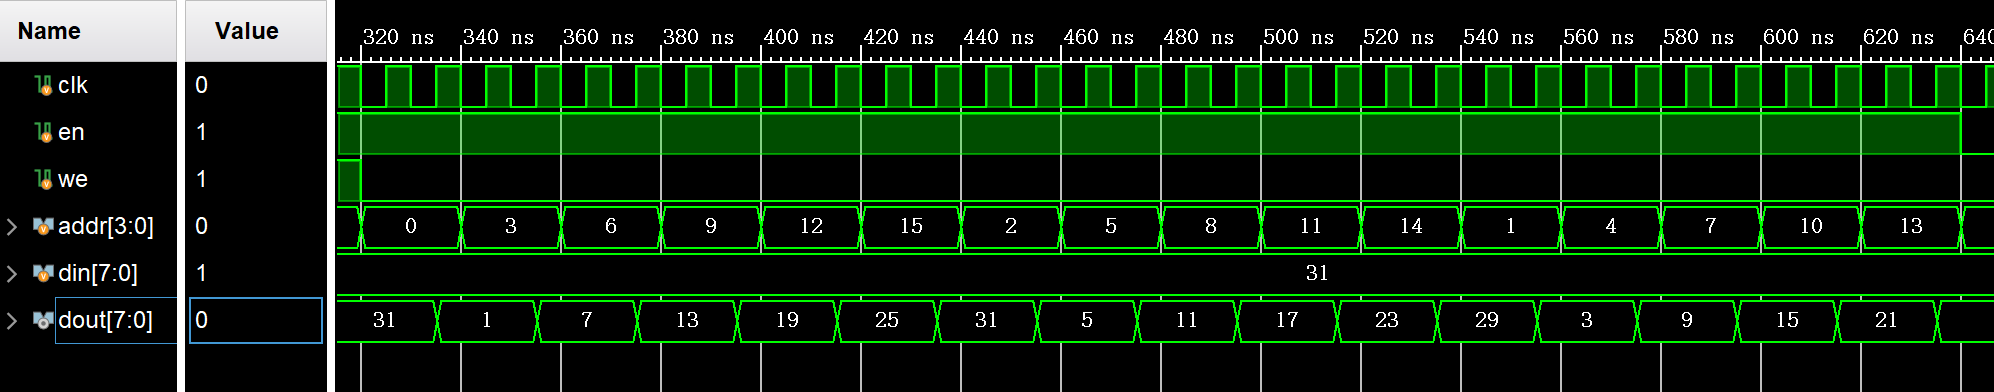 Name Value
320 ns 340 ns 360 ns 380 ns 400 ns 420 ns 440 ns 460 ns 480 ns 500 ns 520 ns 540 ns 560 ns 580 ns 600 ns 620 ns 640
clk 0
en 1
we 1
addr[3:0] 0 0 3 6 9 12 15 2 5 8 11 14 1 4 7 10 13
din[7:0] 1 31
dout[7:0] 0 31 1 7 13 19 25 31 5 11 17 23 29 3 9 15 21